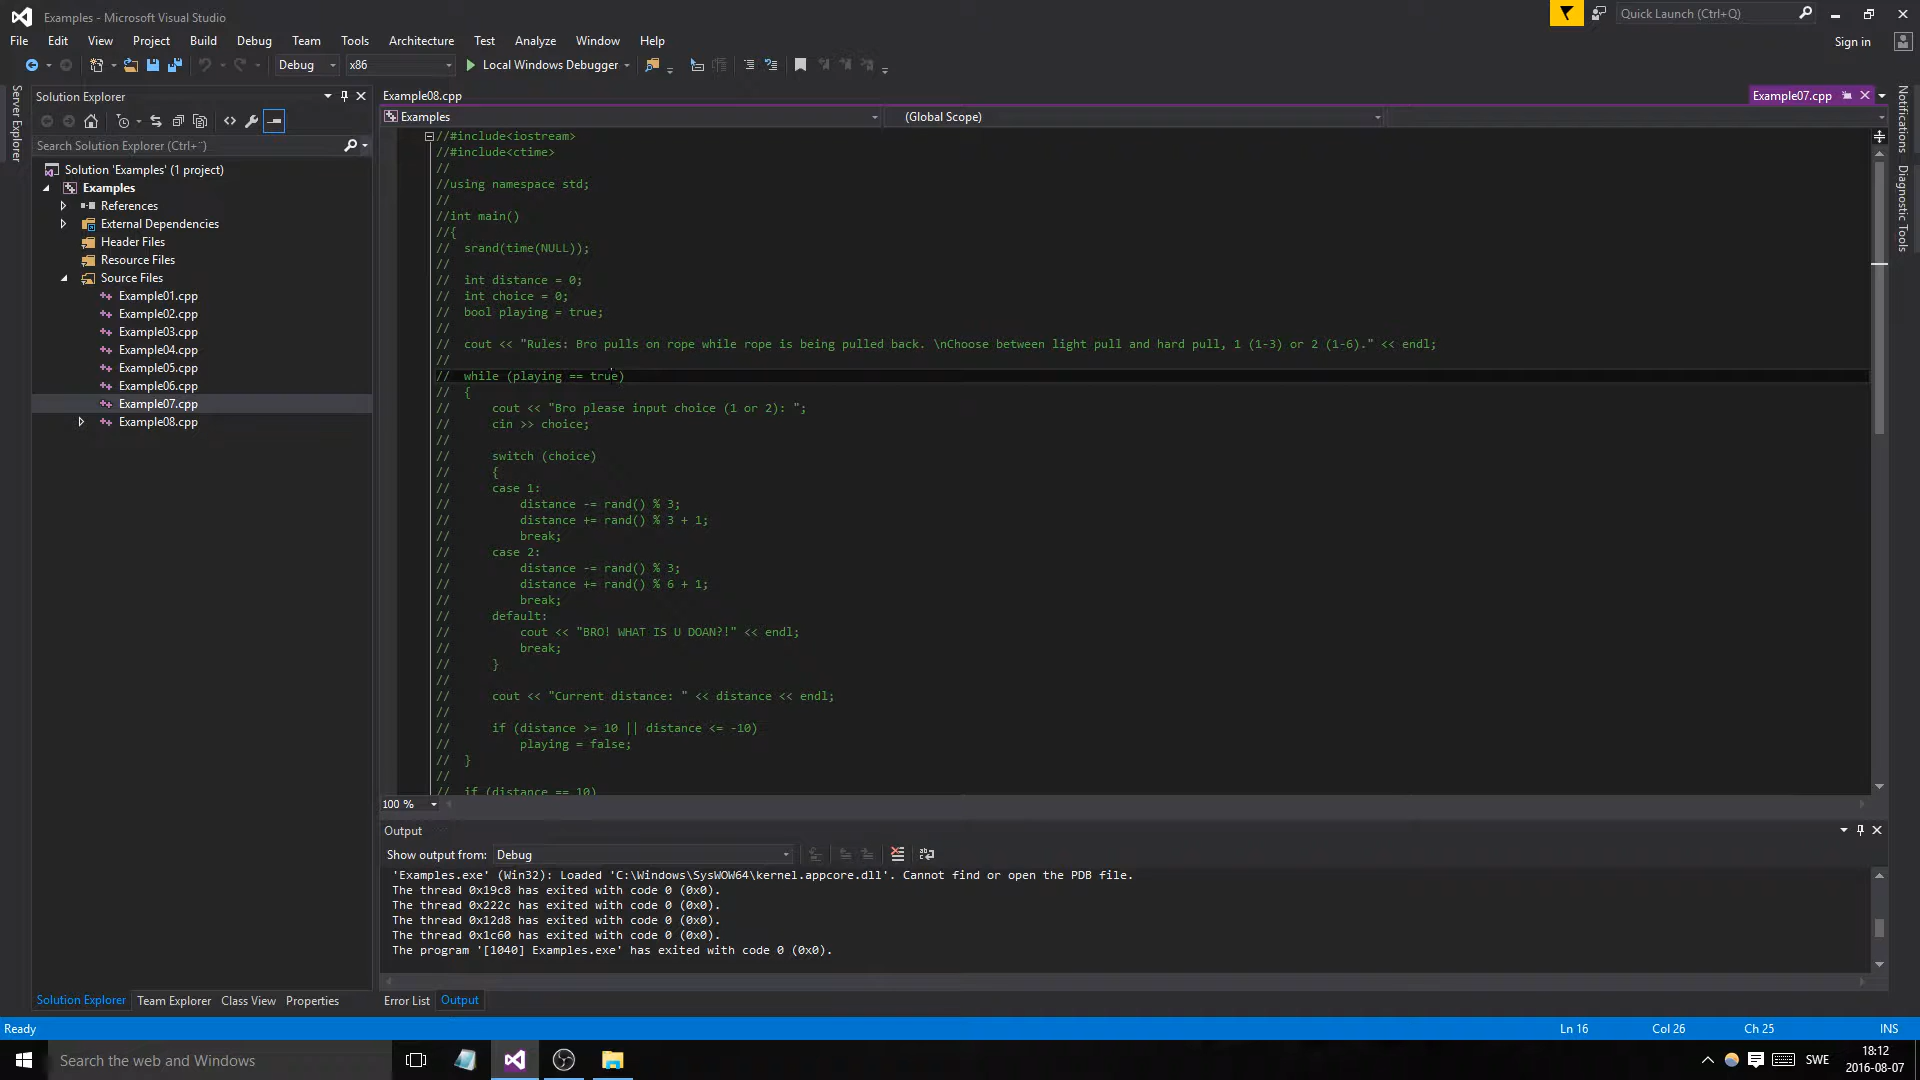 Examples - Microsoft Visual Studio
Quick Launch (Ctrl+Q)
File Edit View Project Build Debug Team Tools Architecture Test Analyze Window Help
Sign in
Debug x86 Local Windows Debugger
Server Explorer
Solution Explorer
Search Solution Explorer (Ctrl+¨)
Solution 'Examples' (1 project)
Examples
References
External Dependencies
Header Files
Resource Files
Source Files
Example01.cpp
Example02.cpp
Example03.cpp
Example04.cpp
Example05.cpp
Example06.cpp
Example07.cpp
Example08.cpp
Solution Explorer Team Explorer Class View Properties
Example08.cpp
Example07.cpp
Examples
(Global Scope)
//#include<iostream>
//#include<ctime>
//
//using namespace std;
//
//int main()
//{
// srand(time(NULL));
//
// int distance = 0;
// int choice = 0;
// bool playing = true;
//
// cout << "Rules: Bro pulls on rope while rope is being pulled back. \nChoose between light pull and hard pull, 1 (1-3) or 2 (1-6)." << endl;
//
// while (playing == true)
// {
// cout << "Bro please input choice (1 or 2): ";
// cin >> choice;
//
// switch (choice)
// {
// case 1:
// distance -= rand() % 3;
// distance += rand() % 3 + 1;
// break;
// case 2:
// distance -= rand() % 3;
// distance += rand() % 6 + 1;
// break;
// default:
// cout << "BRO! WHAT IS U DOAN?!" << endl;
// break;
// }
//
// cout << "Current distance: " << distance << endl;
//
// if (distance >= 10 || distance <= -10)
// playing = false;
// }
//
// if (distance == 10)
100 %
Notifications
Diagnostic Tools
Output
Show output from: Debug
'Examples.exe' (Win32): Loaded 'C:\Windows\SysWOW64\kernel.appcore.dll'. Cannot find or open the PDB file.
The thread 0x19c8 has exited with code 0 (0x0).
The thread 0x222c has exited with code 0 (0x0).
The thread 0x12d8 has exited with code 0 (0x0).
The thread 0x1c60 has exited with code 0 (0x0).
The program '[1040] Examples.exe' has exited with code 0 (0x0).
Error List Output
Ready
Ln 16 Col 26 Ch 25 INS
Search the web and Windows
SWE
18:12
2016-08-07